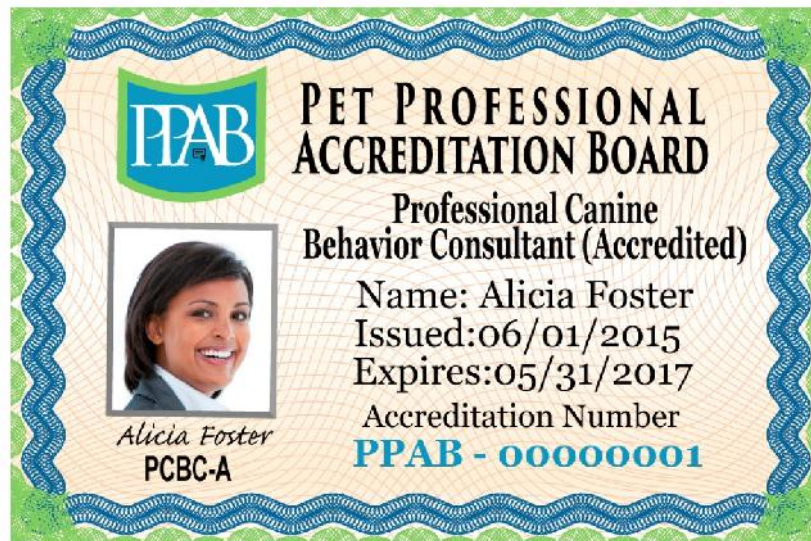 PPAB
PET PROFESSIONAL
ACCREDITATION BOARD
Professional Canine
Behavior Consultant (Accredited)
Name: Alicia Foster
Issued:06/01/2015
Expires:05/31/2017
Accreditation Number
PPAB - 00000001
Alicia Foster
PCBC-A